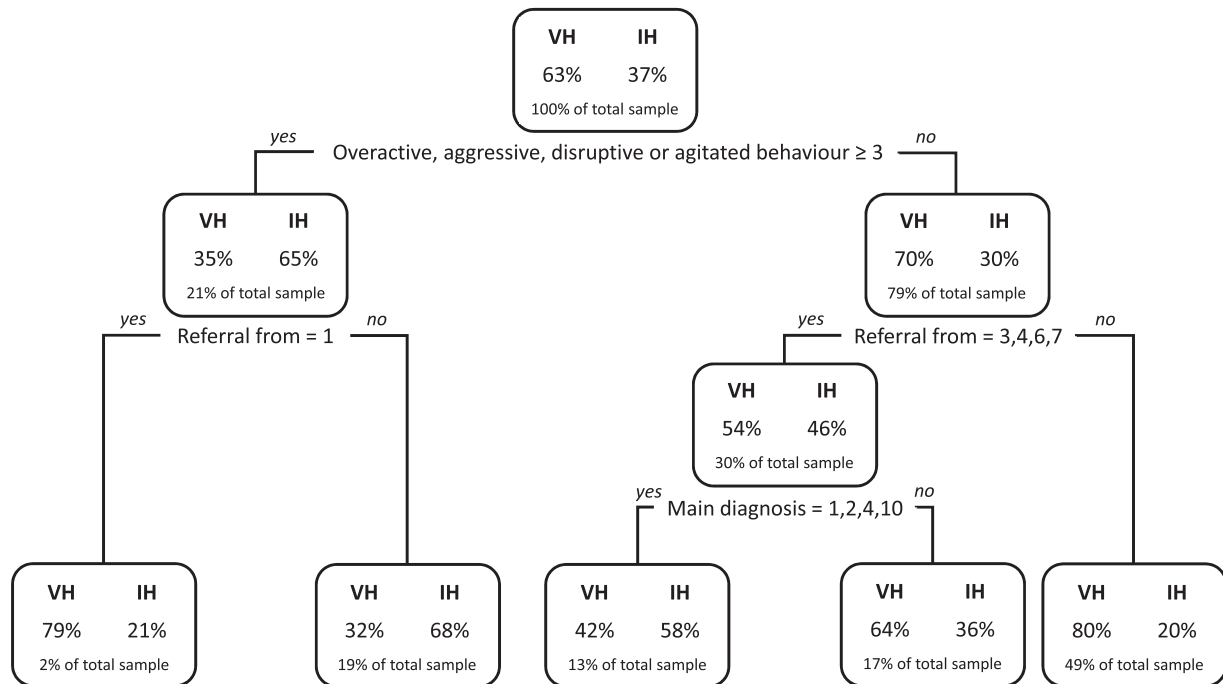 VH IH
63% 37%
100% of total sample
yes no
Overactive, aggressive, disruptive or agitated behaviour ≥ 3
VH IH VH IH
35% 65% 70% 30%
21% of total sample 79% of total sample
yes Referral from = 1 no yes Referral from = 3,4,6,7 no
VH IH
54% 46%
30% of total sample
yes Main diagnosis = 1,2,4,10 no
VH IH VH IH VH IH VH IH VH IH
79% 21% 32% 68% 42% 58% 64% 36% 80% 20%
2% of total sample 19% of total sample 13% of total sample 17% of total sample 49% of total sample